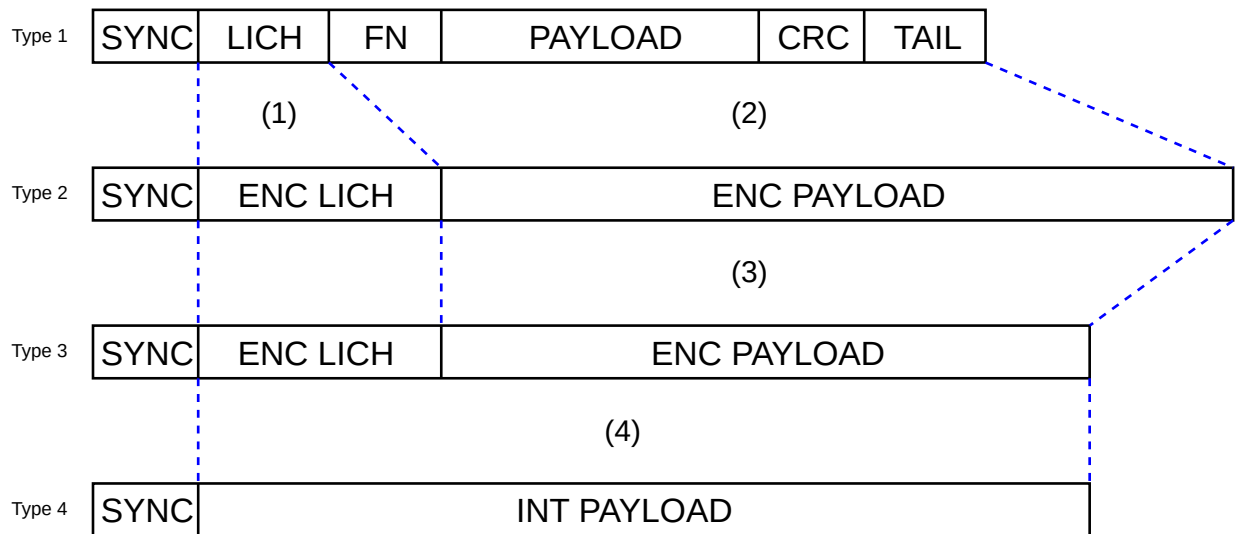 Type 1 SYNC LICH FN PAYLOAD CRC TAIL
(1) (2)
Type 2 SYNC ENC LICH ENC PAYLOAD
(3)
Type 3 SYNC ENC LICH ENC PAYLOAD
(4)
Type 4 SYNC INT PAYLOAD